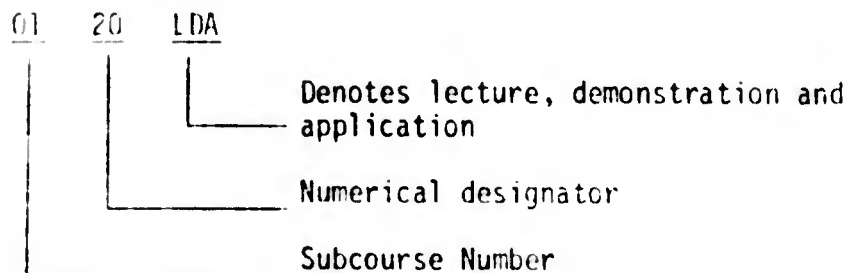 01 20 LDA
Denotes lecture, demonstration and
application
Numerical designator
Subcourse Number